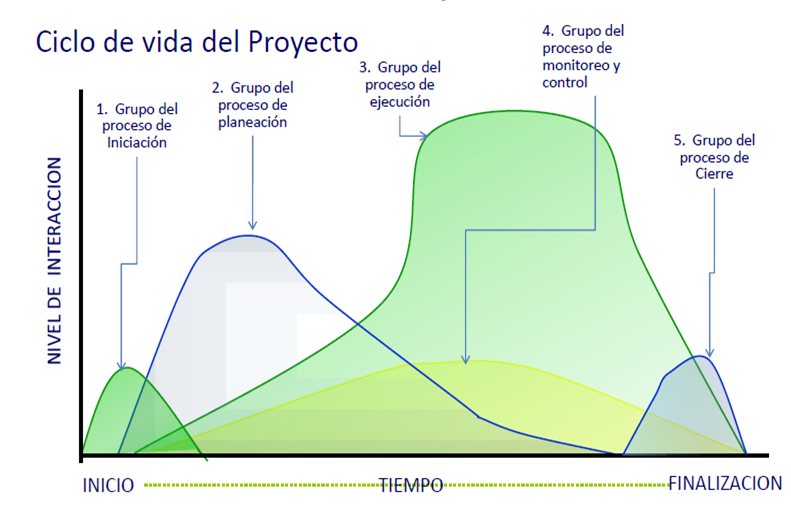 Ciclo de vida del Proyecto
1. Grupo del
proceso de
Iniciación
2. Grupo del
proceso de
planeación
3. Grupo del
proceso de
ejecución
4. Grupo del
proceso de
monitoreo y
control
5. Grupo del
proceso de
Cierre
NIVEL DE INTERACCION
INICIO
TIEMPO
FINALIZACION